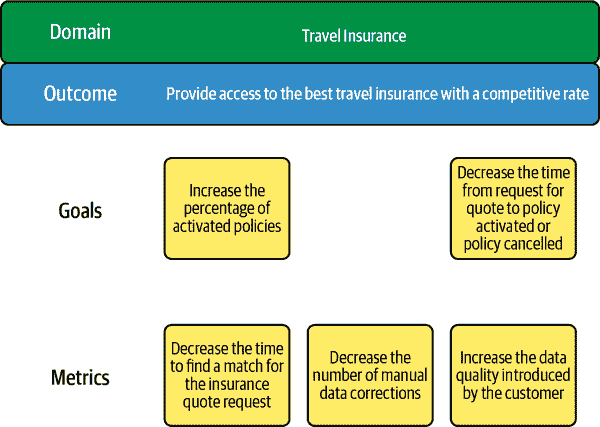 Domain
Travel Insurance
Outcome
Provide access to the best travel insurance with a competitive rate
Goals
Increase the
percentage of
activated policies
Decrease the time
from request for
quote to policy
activated or
policy cancelled
Metrics
Decrease the time
to find a match for
the insurance
quote request
Decrease the
number of manual
data corrections
Increase the data
quality introduced
by the customer